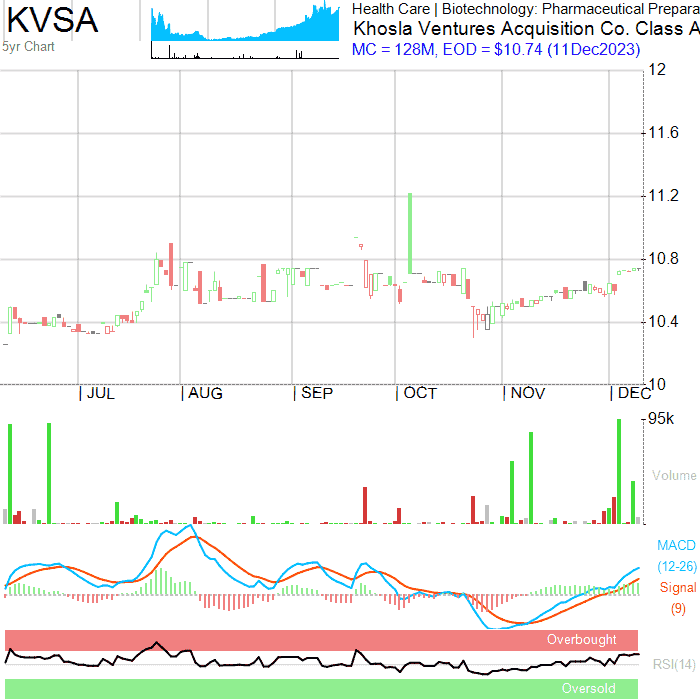 KVSA
5yr Chart
Health Care | Biotechnology: Pharmaceutical Prepara
Khosla Ventures Acquisition Co. Class A
MC = 128M, EOD = $10.74 (11Dec2023)
12
11.6
11.2
10.8
10.4
10
| JUL | AUG | SEP | OCT | NOV | DEC
95k
Volume
MACD
(12-26)
Signal
(9)
Overbought
RSI(14)
Oversold